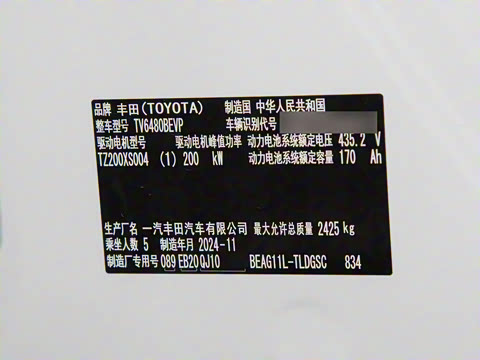 品牌 丰田(TOYOTA) 制造国 中华人民共和国
整车型号 TV6480BEVP 车辆识别代号
驱动电机型号 驱动电机峰值功率 动力电池系统额定电压 435.2 V
TZ200XS004 (1) 200 kW 动力电池系统额定容量 170 Ah
生产厂名 一汽丰田汽车有限公司 最大允许总质量 2425 kg
乘坐人数 5 制造年月 2024-11
制造厂专用号 089 EB20 QJ10 BEAG11L-TLDGSC 834